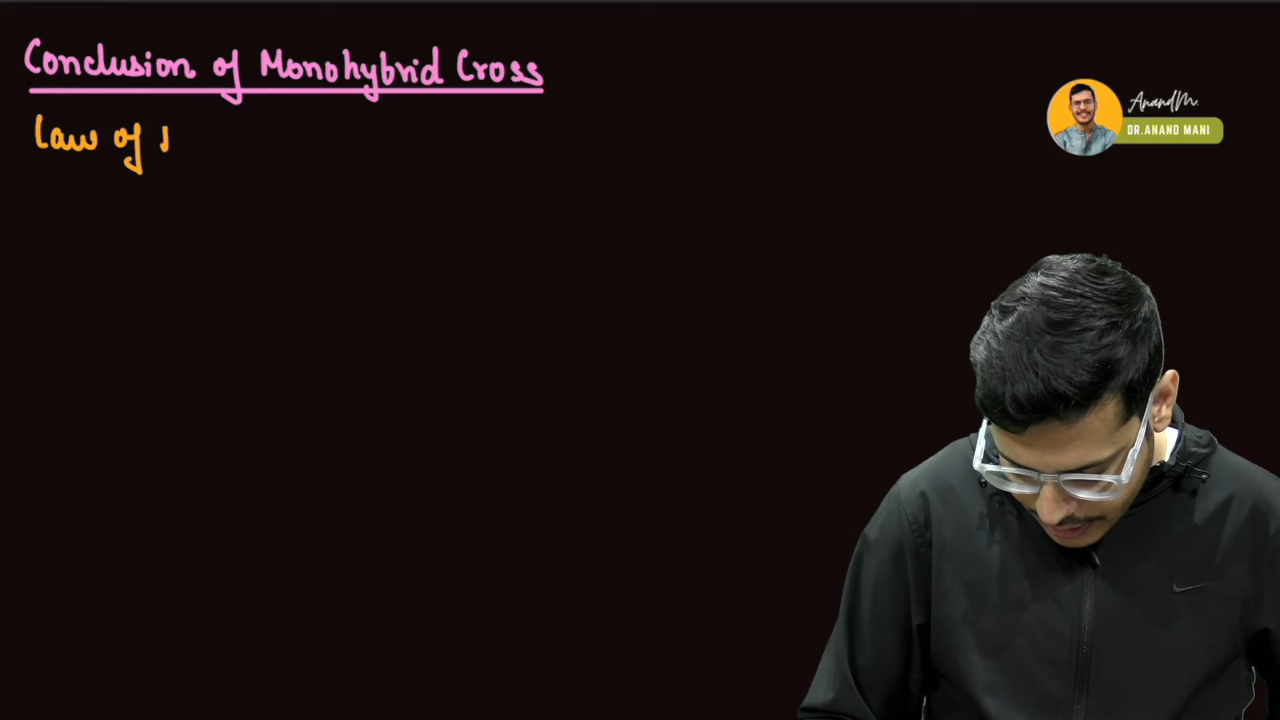 Conclusion of Monohybrid Cross
Law of
AnandM.
DR.ANAND MANI